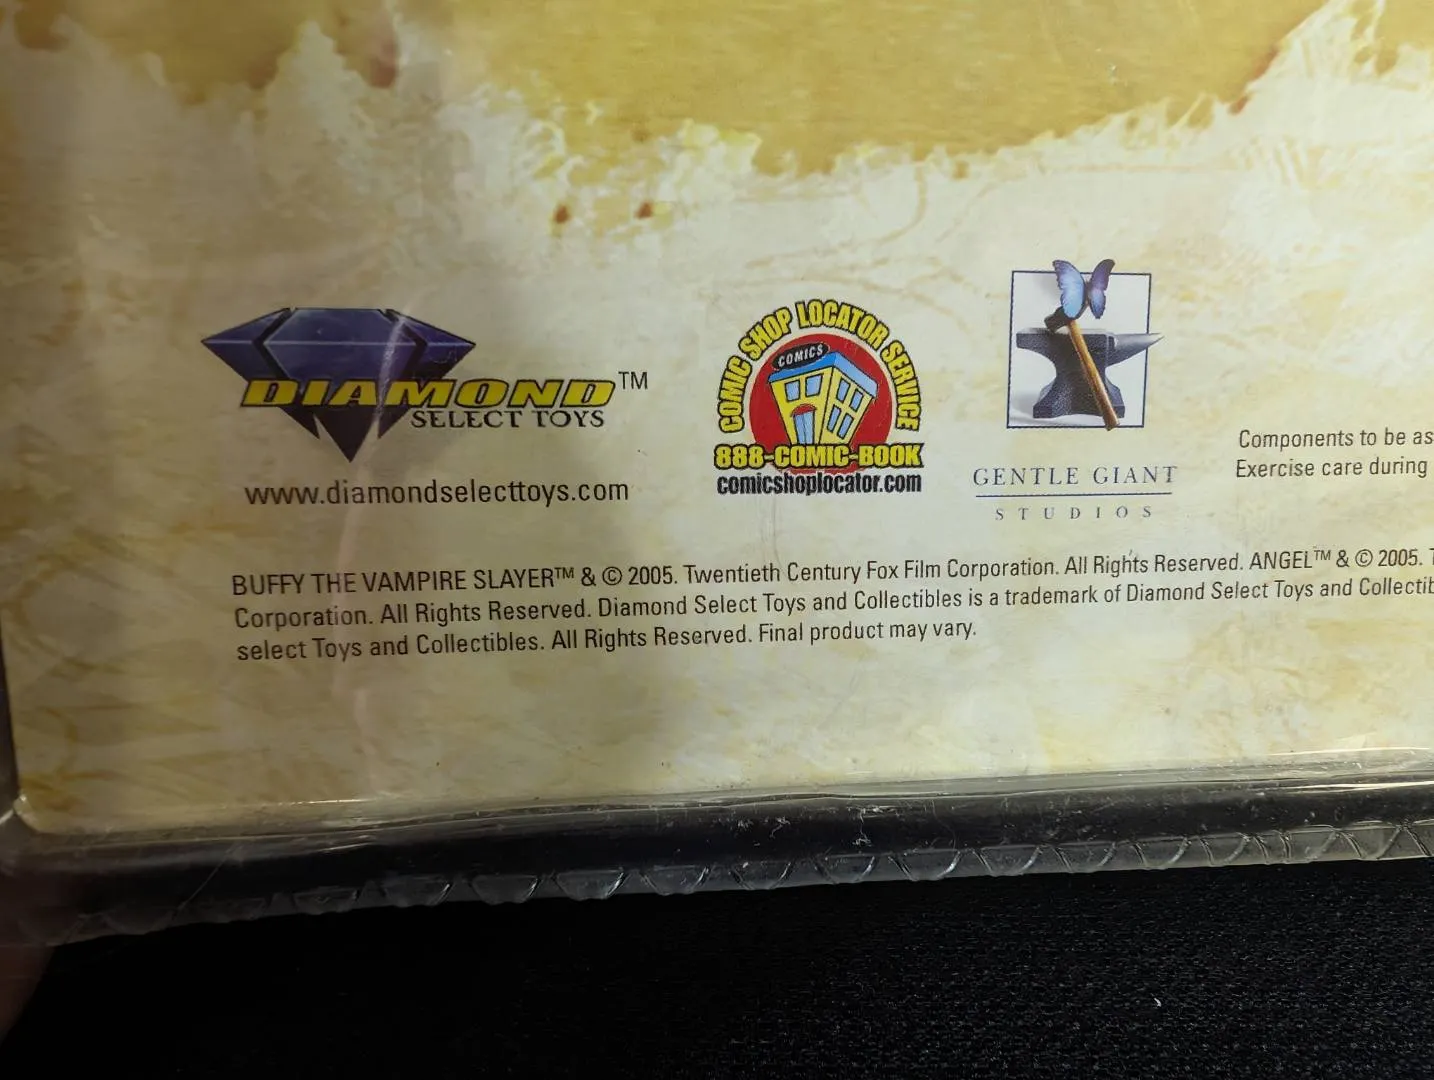 DIAMOND™
SELECT TOYS
www.diamondselecttoys.com
COMIC SHOP LOCATOR SERVICE
COMICS
888-COMIC-BOOK
comicshoplocator.com
GENTLE GIANT
STUDIOS
Components to be as
Exercise care during
BUFFY THE VAMPIRE SLAYER™ & © 2005. Twentieth Century Fox Film Corporation. All Rights Reserved. ANGEL™ & © 2005. T
Corporation. All Rights Reserved. Diamond Select Toys and Collectibles is a trademark of Diamond Select Toys and Collectib
select Toys and Collectibles. All Rights Reserved. Final product may vary.